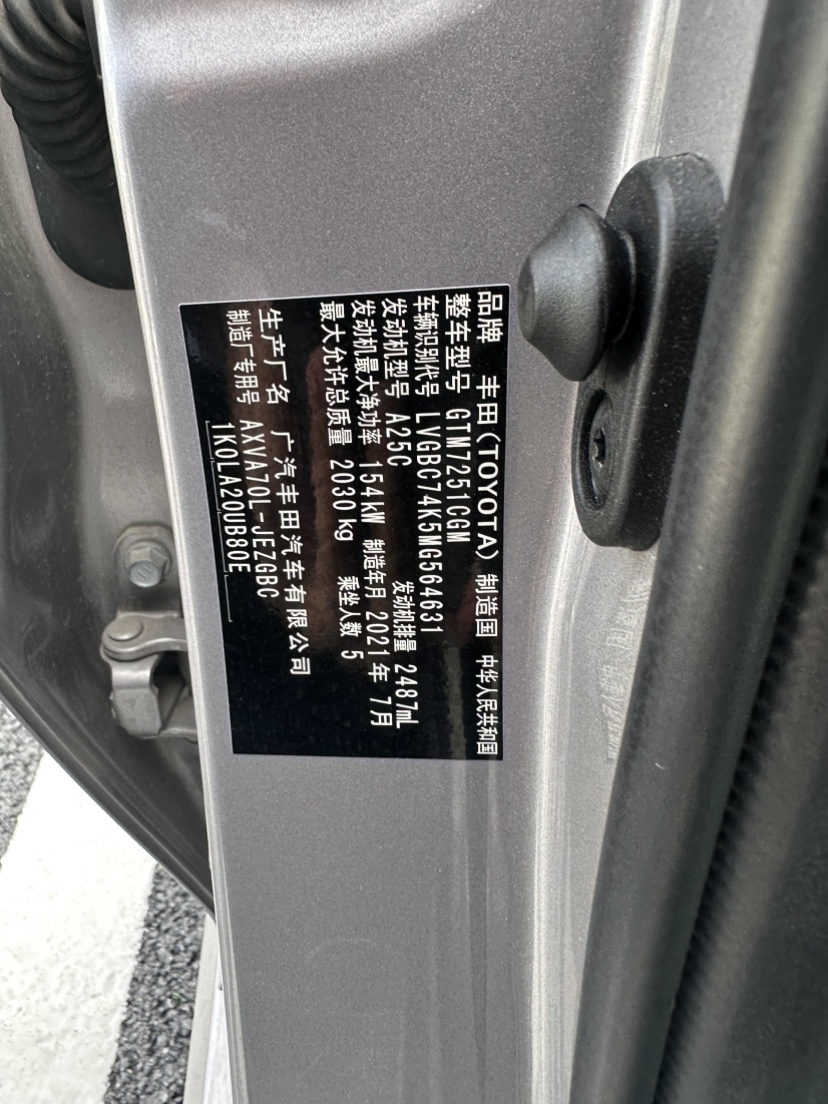 品牌 丰田(TOYOTA) 制造国 中华人民共和国
整车型号 GTM7251CGM
车辆识别代号 LVGBC74K5MG564631
发动机型号 A25C 发动机排量 2487mL
发动机最大净功率 154kW 制造年月 2021年7月
最大允许总质量 2030kg 乘坐人数 5
生产厂名 广汽丰田汽车有限公司
制造厂专用号 AXVA70L-JEZGBC
1K0LA20UB80E